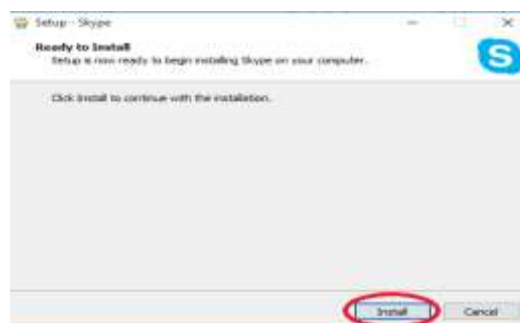 Setup - Skype
Ready to Install
Setup is now ready to begin installing Skype on your computer.
S
Click Install to continue with the installation.
Install
Cancel